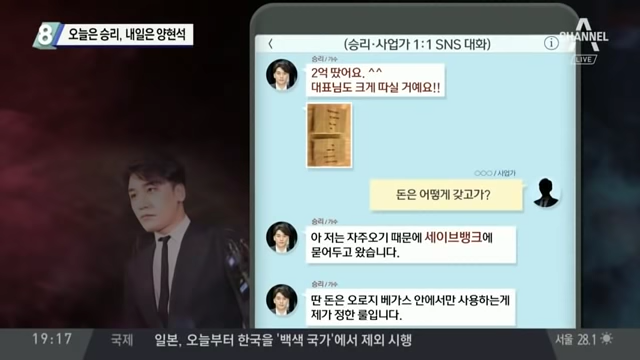 8
오늘은 승리, 내일은 양현석
CHANNEL A
LIVE
(승리·사업가 1:1 SNS 대화)
승리 / 가수
2억 땄어요. ^^
대표님도 크게 따실 거예요!!
○○○ / 사업가
돈은 어떻게 갖고가?
승리 / 가수
아 저는 자주오기 때문에 세이브뱅크에
묻어두고 왔습니다.
승리 / 가수
딴 돈은 오로지 베가스 안에서만 사용하는게
제가 정한 룰입니다.
19:17 국제 일본, 오늘부터 한국을 '백색 국가'에서 제외 시행 서울 28.1